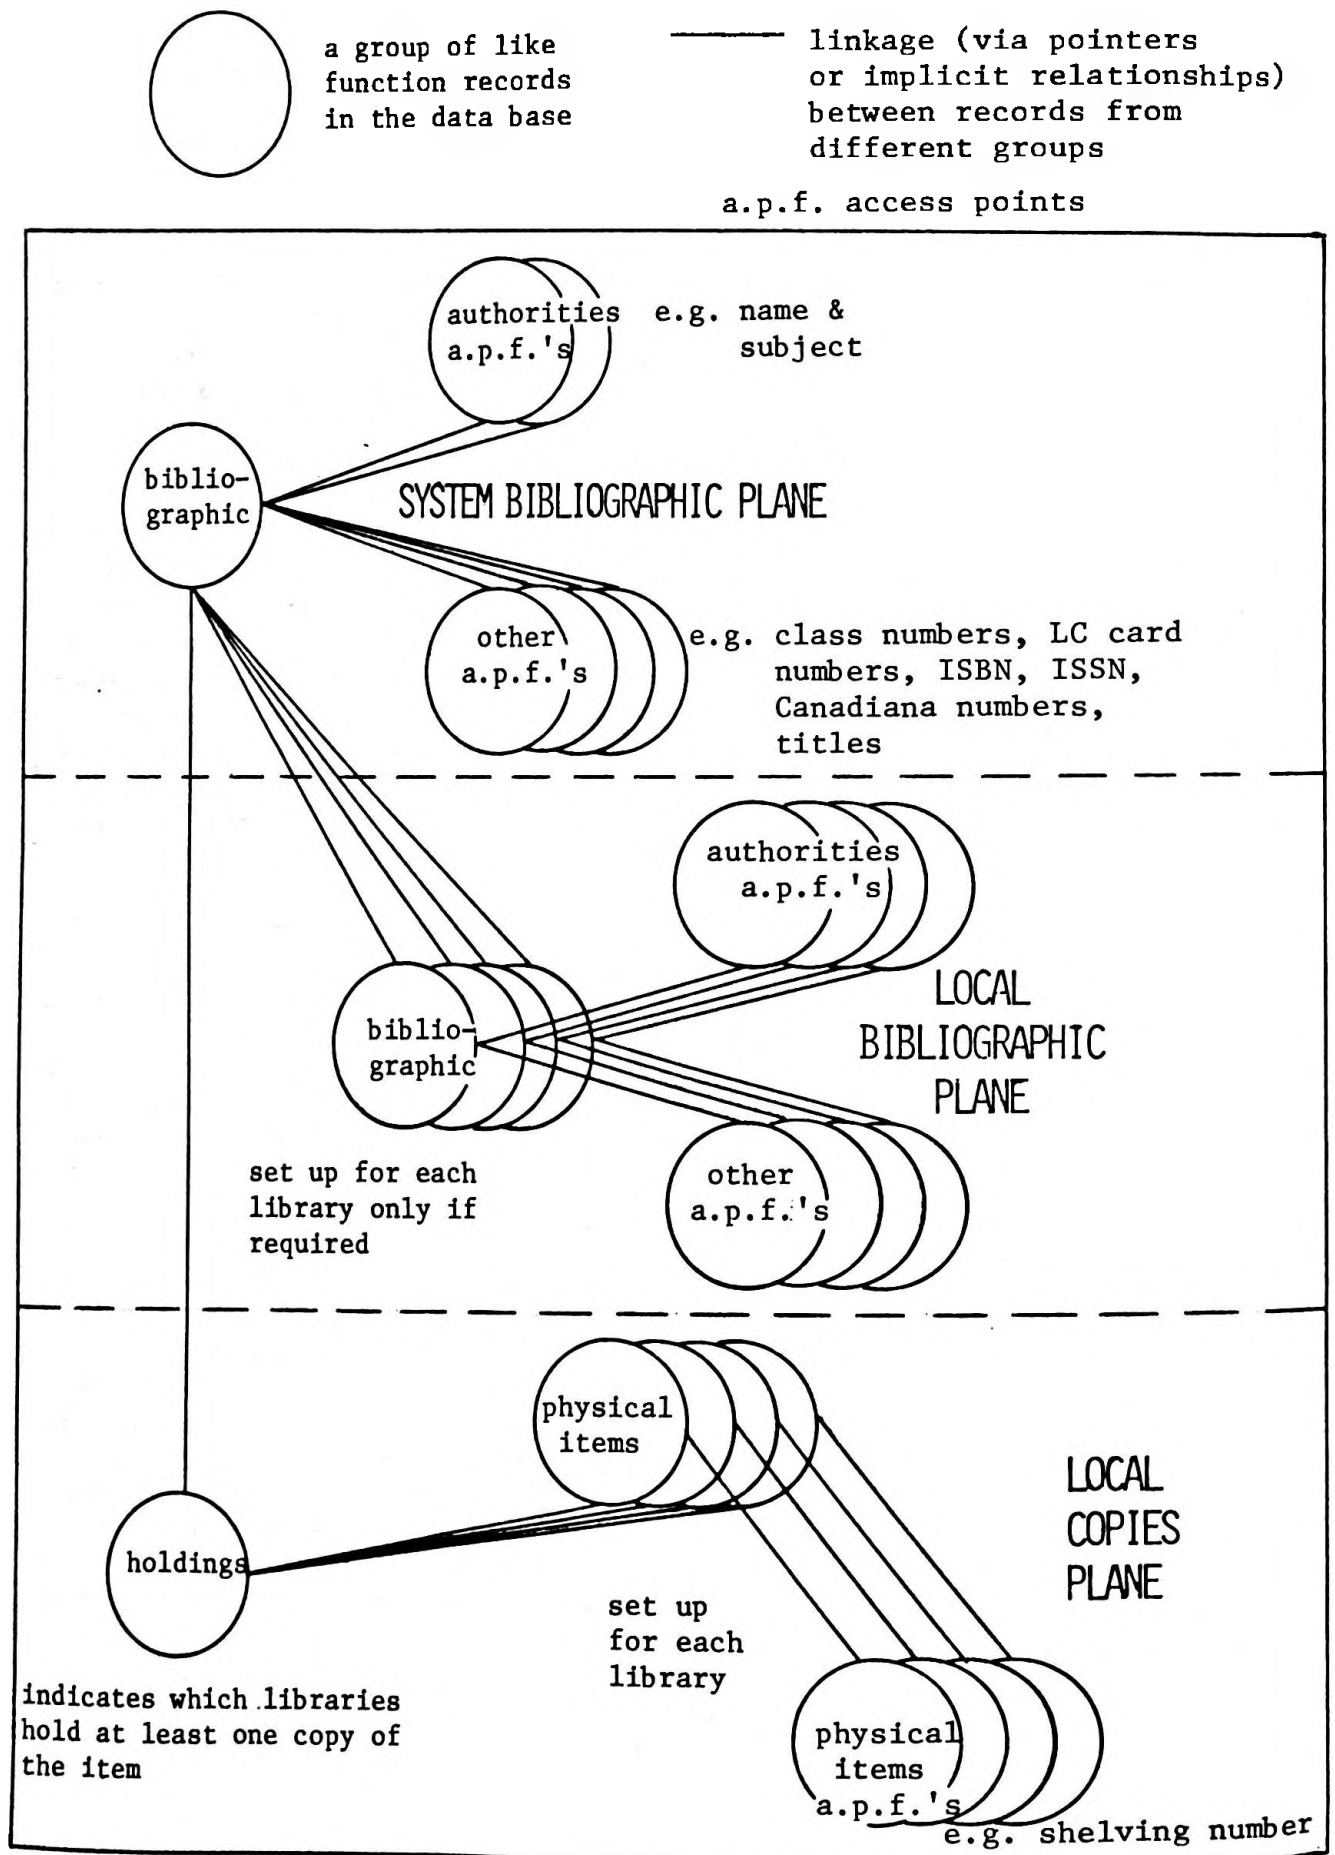 a group of like
function records
in the data base
linkage (via pointers
or implicit relationships)
between records from
different groups
a.p.f. access points
authorities
a.p.f.'s
e.g. name &
subject
biblio-
graphic
SYSTEM BIBLIOGRAPHIC PLANE
other
a.p.f.'s
e.g. class numbers, LC card
numbers, ISBN, ISSN,
Canadiana numbers,
titles
authorities
a.p.f.'s
LOCAL
BIBLIOGRAPHIC
PLANE
biblio-
graphic
set up for each
library only if
required
other
a.p.f.'s
physical
items
LOCAL
COPIES
PLANE
holdings
set up
for each
library
indicates which libraries
hold at least one copy of
the item
physical
items
a.p.f.'s
e.g. shelving number